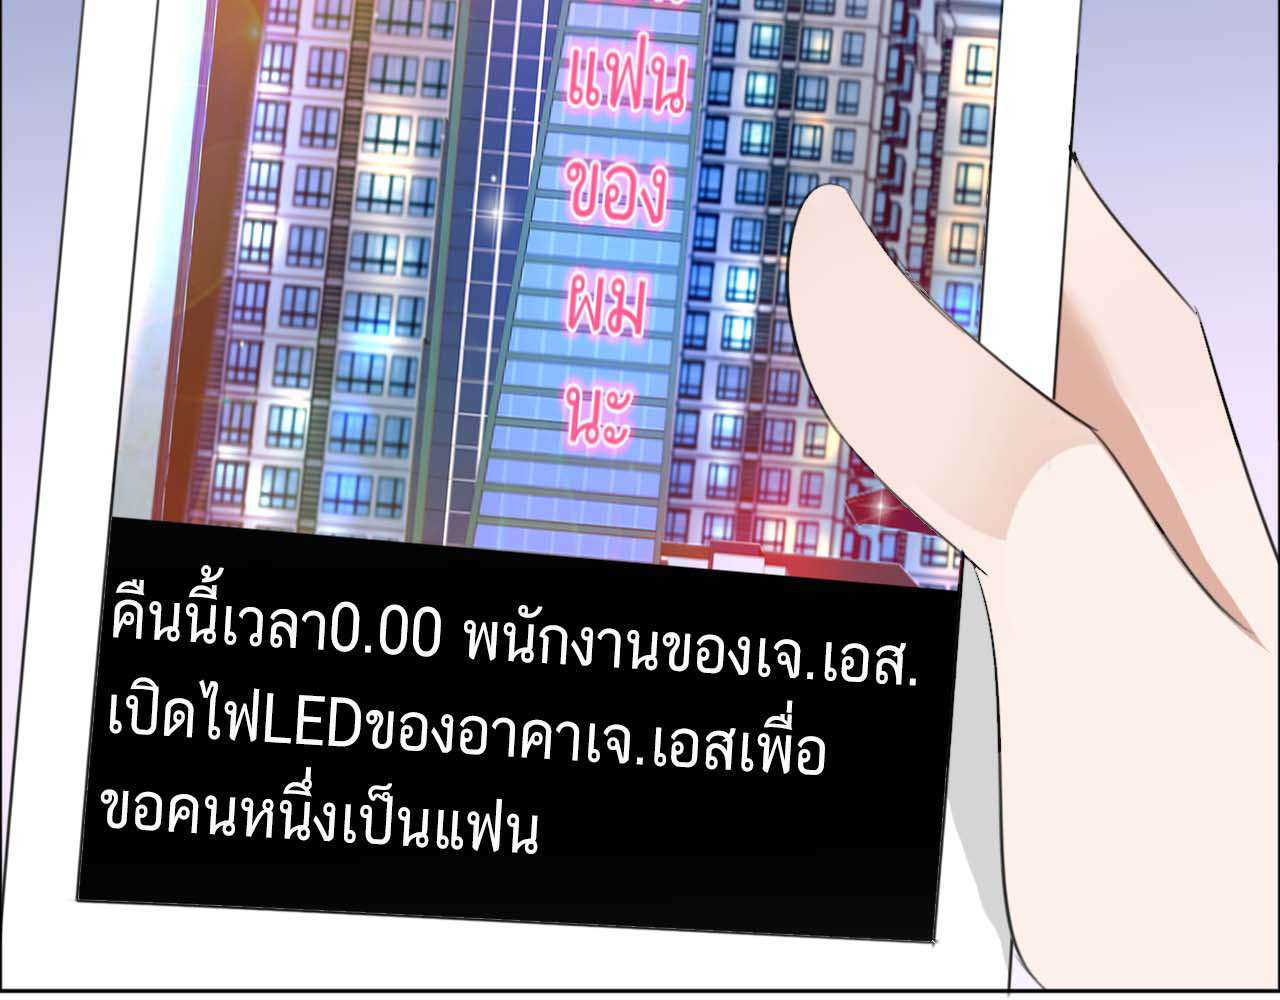 แฟน
ของ
ผม
นะ
คืนนี้เวลา0.00 พนักงานของเจ.เอส.
เปิดไฟLEDของอาคาเจ.เอสเพื่อ
ขอคนหนึ่งเป็นแฟน